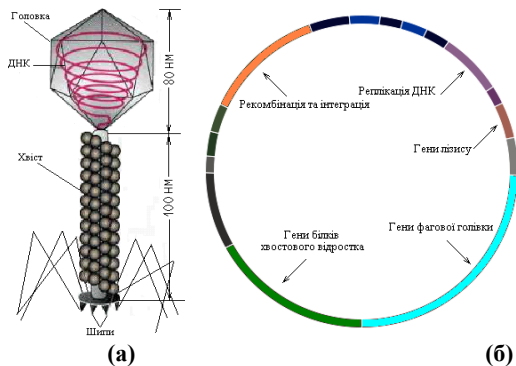 Головка
ДНК
80 НМ
Хвіст
100 НМ
Шипи
(а)
Реплікація ДНК
Рекомбінація та інтеграція
Гени лізису
Гени фагової голівки
Гени білків
хвостового відростка
(б)